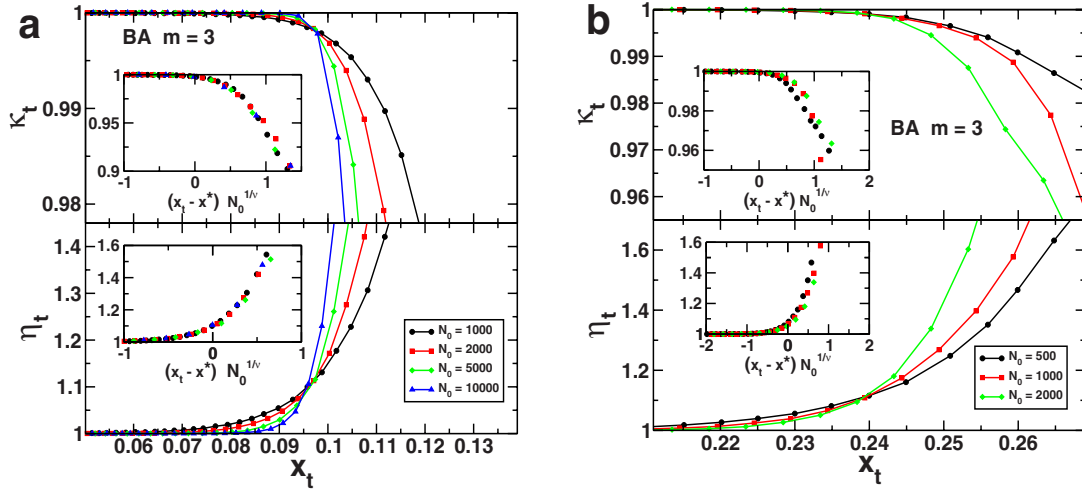 a
BA m = 3
κt
1
0.99
0.98
1
0.95
0.9
-1 0 1
(xt - x*) N0^1/ν
ηt
1.4
1.3
1.2
1.1
1
1.6
1.4
1.2
1.0
-1 0 1
(xt - x*) N0^1/ν
N0 = 1000
N0 = 2000
N0 = 5000
N0 = 10000
0.06 0.07 0.08 0.09 0.1 0.11 0.12 0.13
xt
b
BA m = 3
κt
1
0.99
0.98
0.97
0.96
1
0.98
0.96
-1 0 1 2
(xt - x*) N0^1/ν
ηt
1.6
1.4
1.2
1
1.6
1.4
1.2
1.0
-2 -1 0 1 2
(xt - x*) N0^1/ν
N0 = 500
N0 = 1000
N0 = 2000
0.22 0.23 0.24 0.25 0.26
xt